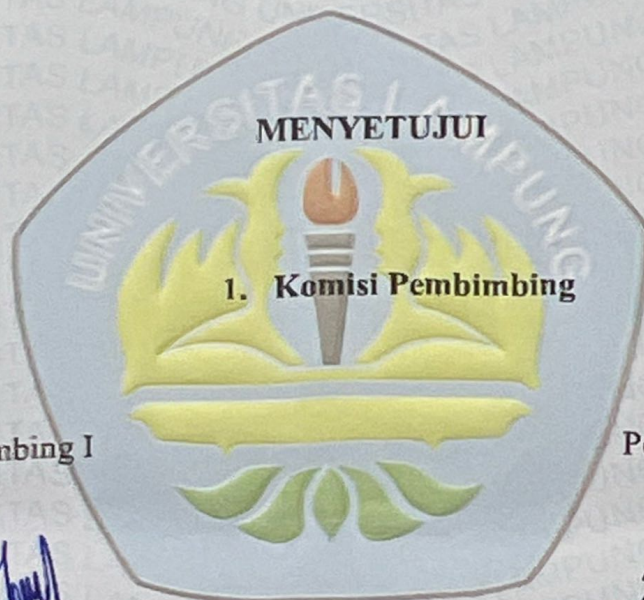 UNIVERSITAS LAMPUNG
MENYETUJUI
1. Komisi Pembimbing
mbing I
P